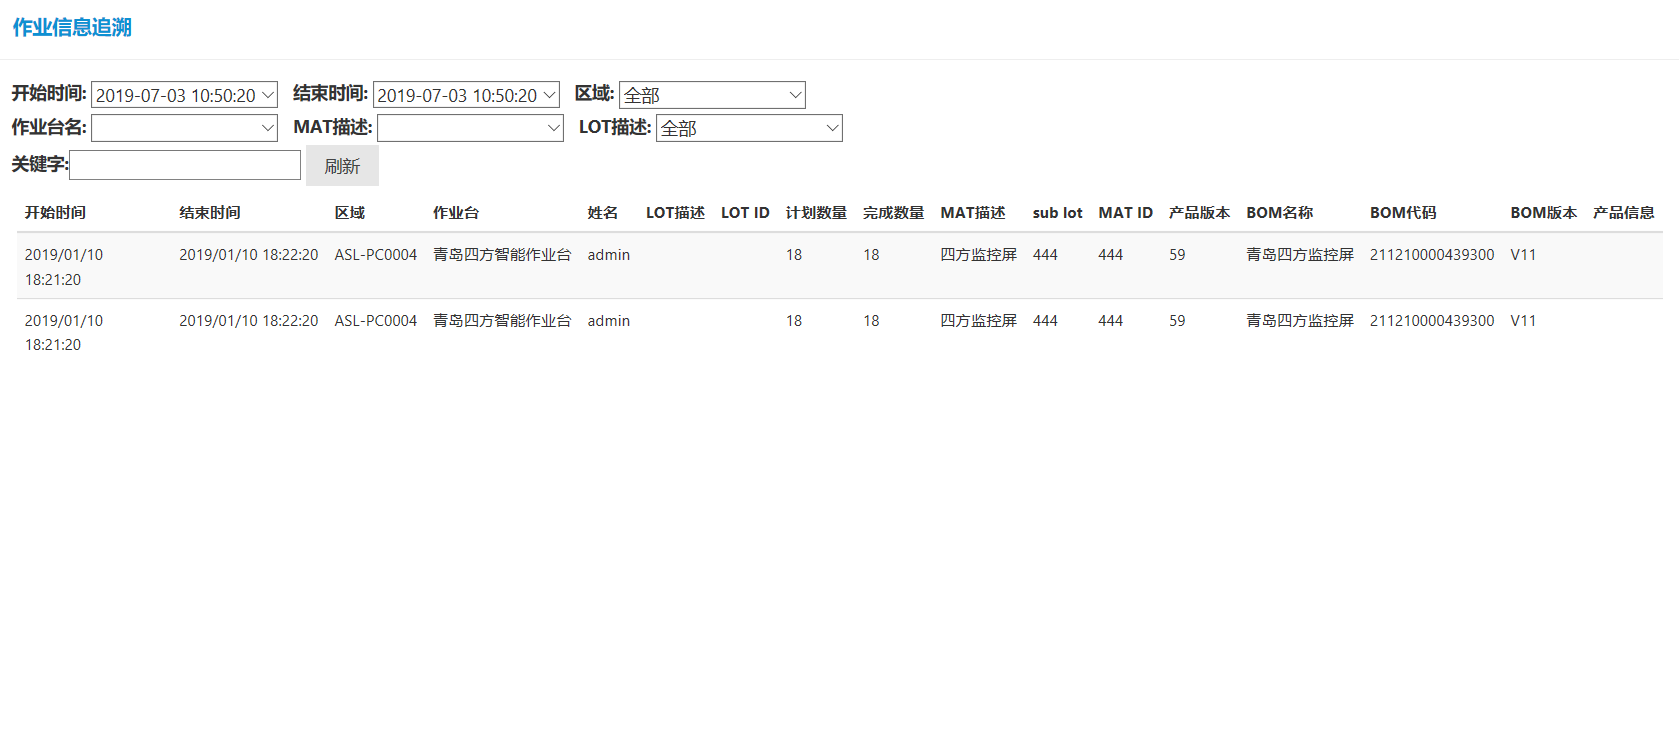 作业信息追溯
开始时间: 2019-07-03 10:50:20 结束时间: 2019-07-03 10:50:20 区域: 全部
作业台名: MAT描述: LOT描述: 全部
关键字: 刷新
开始时间 结束时间 区域 作业台 姓名 LOT描述 LOT ID 计划数量 完成数量 MAT描述 sub lot MAT ID 产品版本 BOM名称 BOM代码 BOM版本 产品信息
2019/01/10 2019/01/10 18:22:20 ASL-PC0004 青岛四方智能作业台 admin 18 18 四方监控屏 444 444 59 青岛四方监控屏 211210000439300 V11
18:21:20
2019/01/10 2019/01/10 18:22:20 ASL-PC0004 青岛四方智能作业台 admin 18 18 四方监控屏 444 444 59 青岛四方监控屏 211210000439300 V11
18:21:20